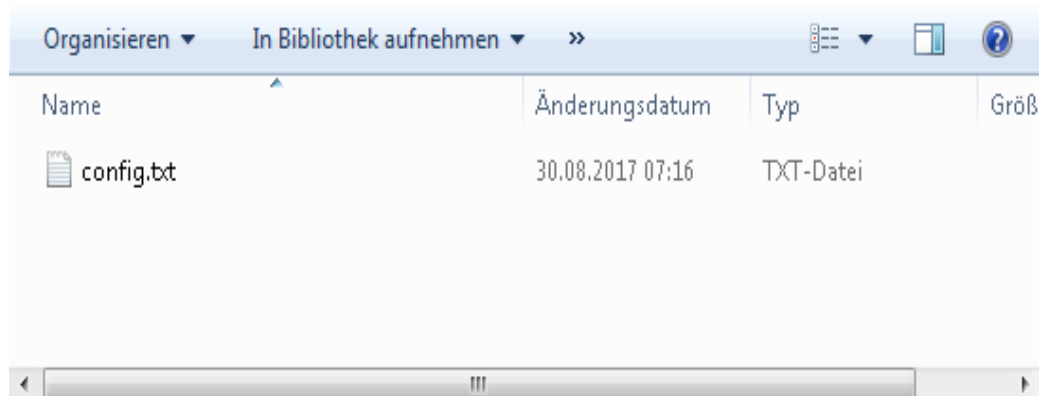 Organisieren In Bibliothek aufnehmen »
Name Änderungsdatum Typ Größ
config.txt 30.08.2017 07:16 TXT-Datei